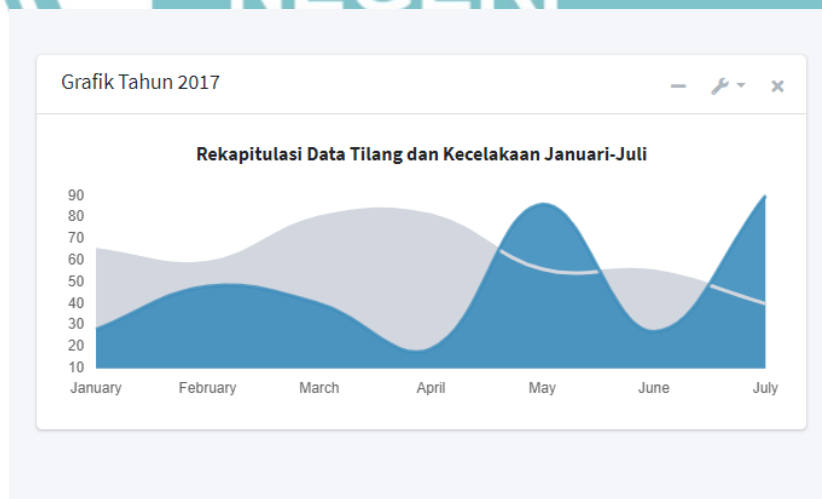 NEGERI
Grafik Tahun 2017
Rekapitulasi Data Tilang dan Kecelakaan Januari-Juli
90
80
70
60
50
40
30
20
10
January February March April May June July